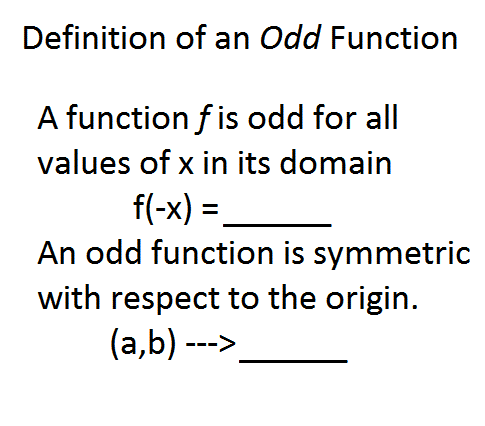 Definition of an Odd Function
A function f is odd for all
values of x in its domain
f(-x) =______
An odd function is symmetric
with respect to the origin.
(a,b) --->______